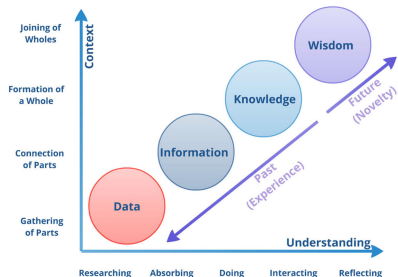 Joining of
Wholes
Context
Wisdom
Formation of
a Whole
Knowledge
Future
(Novelty)
Connection
of Parts
Information
Past
(Experience)
Gathering
of Parts
Data
Understanding
Researching Absorbing Doing Interacting Reflecting